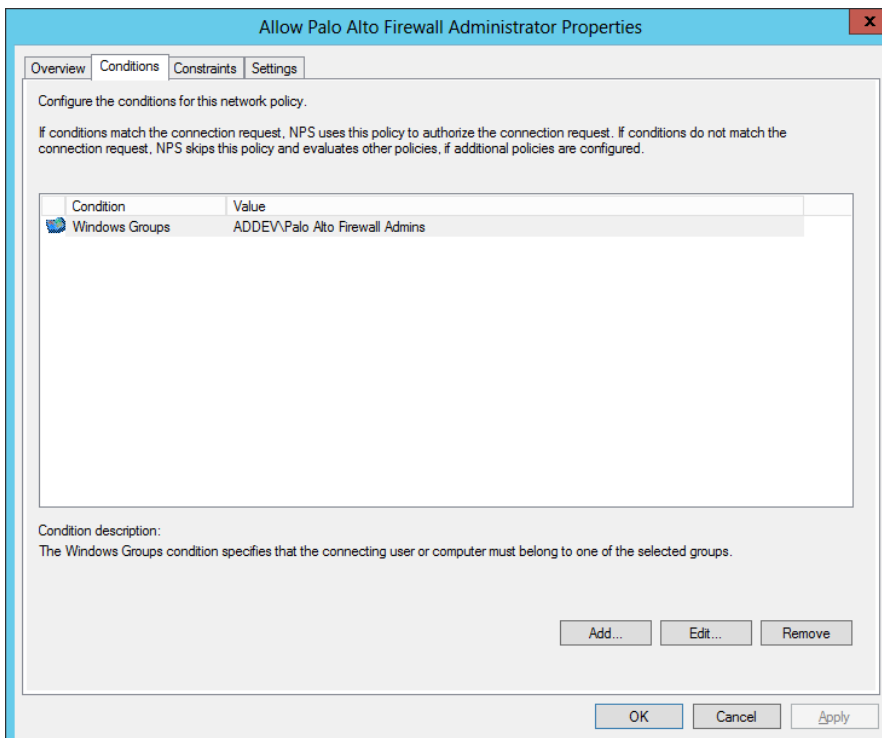 Allow Palo Alto Firewall Administrator Properties
x
Overview Conditions Constraints Settings
Configure the conditions for this network policy.
If conditions match the connection request, NPS uses this policy to authorize the connection request. If conditions do not match the
connection request, NPS skips this policy and evaluates other policies, if additional policies are configured.
Condition Value
Windows Groups ADDEV\Palo Alto Firewall Admins
Condition description:
The Windows Groups condition specifies that the connecting user or computer must belong to one of the selected groups.
Add... Edit... Remove
OK Cancel Apply